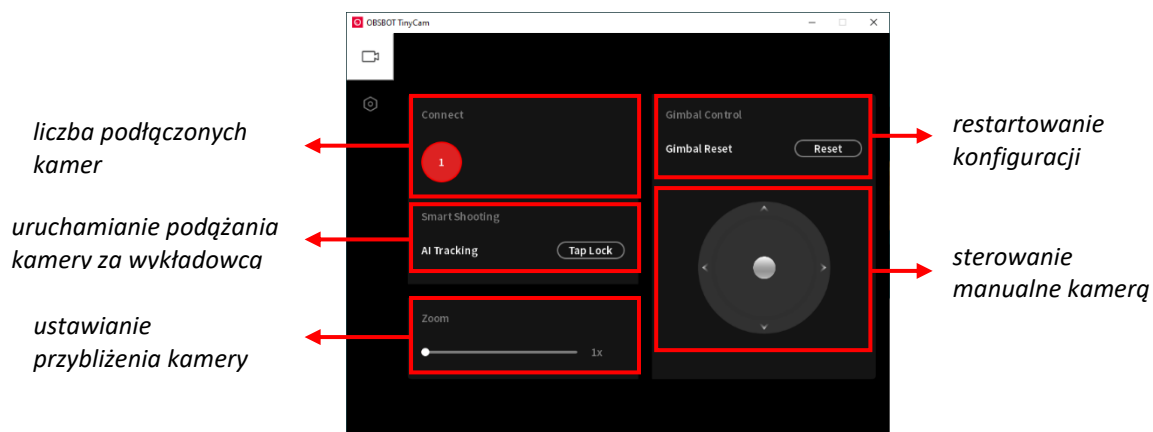 OBSBOT TinyCam
liczba podłączonych
kamer
uruchamianie podążania
kamery za wykładowcą
ustawianie
przybliżenia kamery
Connect
1
Smart Shooting
AI Tracking
Tap Lock
Zoom
1x
Gimbal Control
Gimbal Reset
Reset
restartowanie
konfiguracji
sterowanie
manualne kamerą